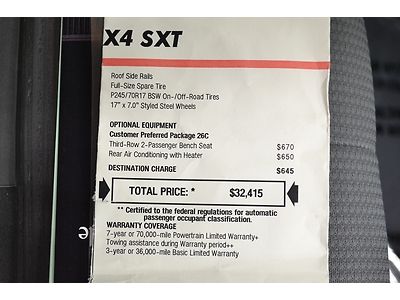 X4 SXT
Roof Side Rails
Full-Size Spare Tire
P245/70R17 BSW On-/Off-Road Tires
17" x 7.0" Styled Steel Wheels
OPTIONAL EQUIPMENT
Customer Preferred Package 26C
Third-Row 2-Passenger Bench Seat $670
Rear Air Conditioning with Heater $650
DESTINATION CHARGE $645
TOTAL PRICE: * $32,415
** Certified to the federal regulations for automatic
passenger occupant classification.
WARRANTY COVERAGE
7-year or 70,000-mile Powertrain Limited Warranty+
Towing assistance during Warranty period++
3-year or 36,000-mile Basic Limited Warranty